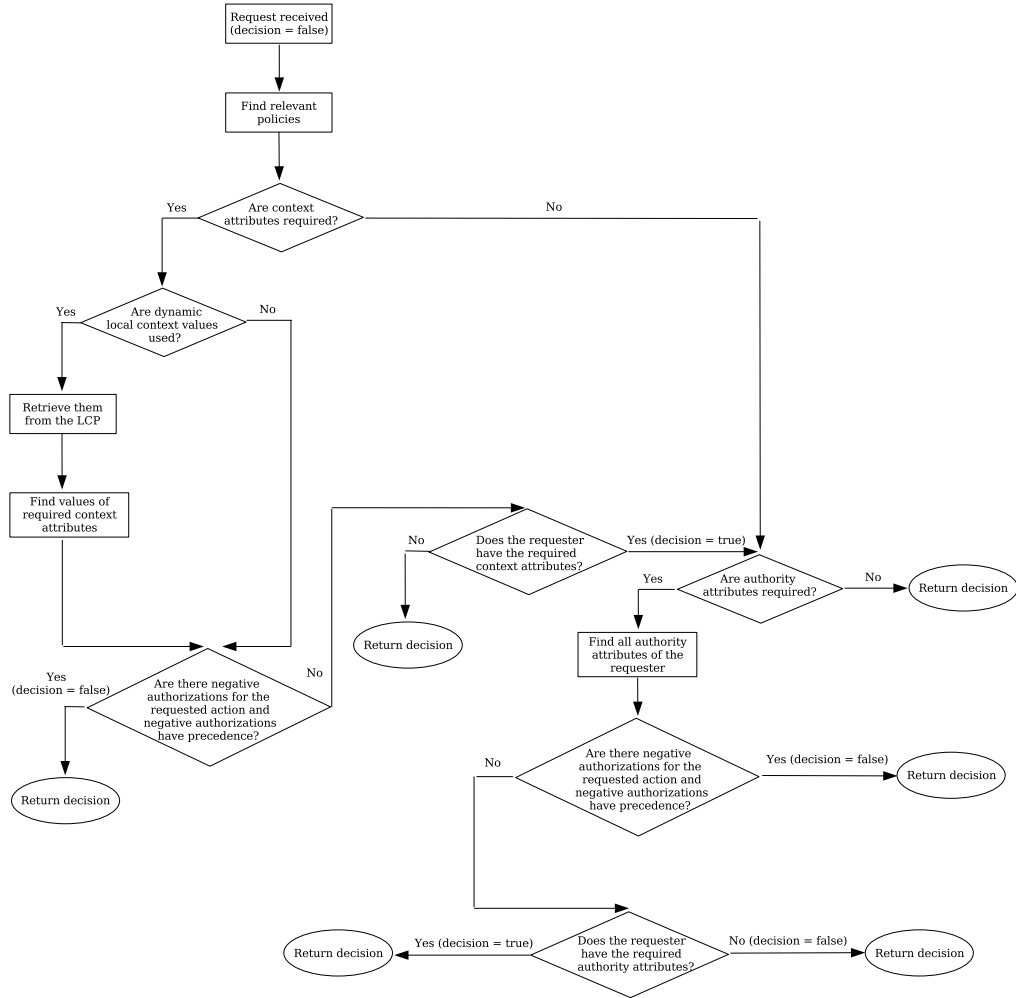 Request received
(decision = false)
Find relevant
policies
Are context
attributes required?
Yes
No
Are dynamic
local context values
used?
Yes
No
Retrieve them
from the LCP
Find values of
required context
attributes
Does the requester
have the required
context attributes?
No
Yes (decision = true)
Return decision
Are authority
attributes required?
Yes
No
Return decision
Find all authority
attributes of the
requester
Yes
(decision = false)
No
Are there negative
authorizations for the
requested action and
negative authorizations
have precedence?
Return decision
Are there negative
authorizations for the
requested action and
negative authorizations
have precedence?
No
Yes (decision = false)
Return decision
Does the requester
have the required
authority attributes?
Yes (decision = true)
Return decision
No (decision = false)
Return decision